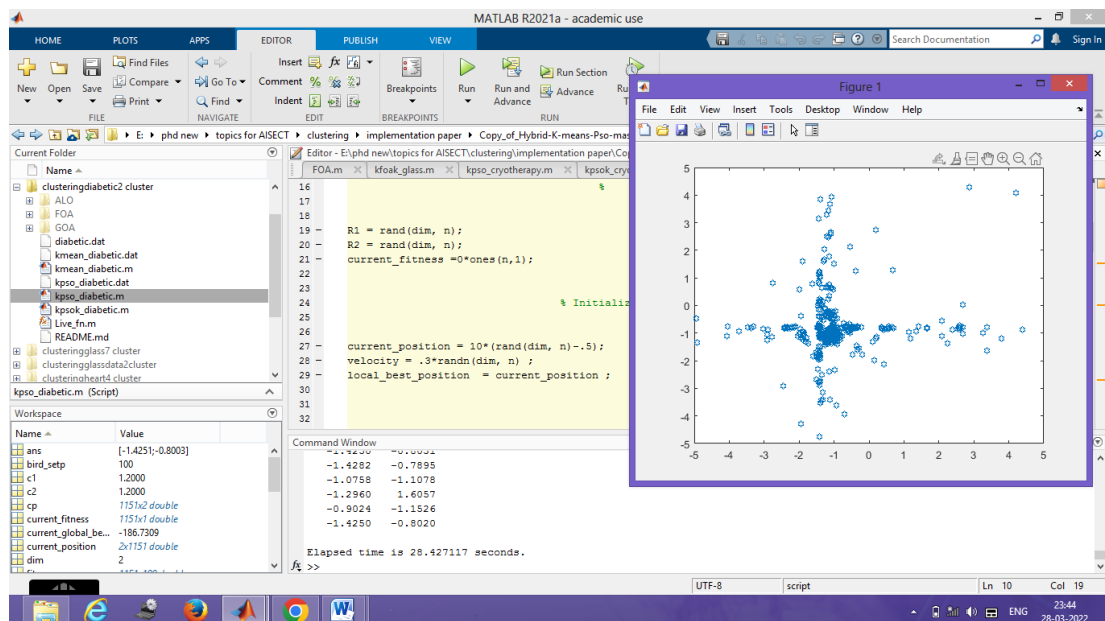 MATLAB R2021a - academic use
HOME PLOTS APPS EDITOR PUBLISH VIEW
Search Documentation Sign In
New Open Save Find Files Compare Print
Go To Find
Insert fx
Comment %
Indent
Breakpoints Run Run and Advance Run Section Advance
FILE NAVIGATE EDIT BREAKPOINTS RUN
E: phd new topics for AISECT clustering implementation paper
Current Folder
Name
clusteringdiabetic2 cluster
ALO
FOA
GOA
diabetic.dat
kmean_diabetic.dat
kmean_diabetic.m
kpso_diabetic.dat
kpso_diabetic.m
kpsok_diabetic.m
Live_fn.m
README.md
clusteringglass7 cluster
clusteringglassdata2cluster
clusteringheart4 cluster
kpso_diabetic.m (Script)
Workspace
Name Value
ans [-1.4251;-0.8003]
bird_setp 100
c1 1.2000
c2 1.2000
cp 1151x2 double
current_fitness 1151x1 double
current_global_be... -186.7309
current_position 2x1151 double
dim 2
Editor - E:\phd new\topics for AISECT\clustering\implementation paper\
FOA.m kfoak_glass.m kpso_cryotherapy.m
16 %
17
18
19 - R1 = rand(dim, n);
20 - R2 = rand(dim, n);
21 - current_fitness =0*ones(n,1);
22
23
24 % Initializ
25
26
27 - current_position = 10*(rand(dim, n)-.5);
28 - velocity = .3*randn(dim, n) ;
29 - local_best_position = current_position ;
30
31
32
Command Window
-1.4282 -0.7895
-1.0758 -1.1078
-1.2960 1.6057
-0.9024 -1.1526
-1.4250 -0.8020
Elapsed time is 28.427117 seconds.
fx >>
Figure 1
File Edit View Insert Tools Desktop Window Help
5
4
3
2
1
0
-1
-2
-3
-4
-5
-5 -4 -3 -2 -1 0 1 2 3 4 5
UTF-8 script Ln 10 Col 19
ENG 23:44
28-03-2022